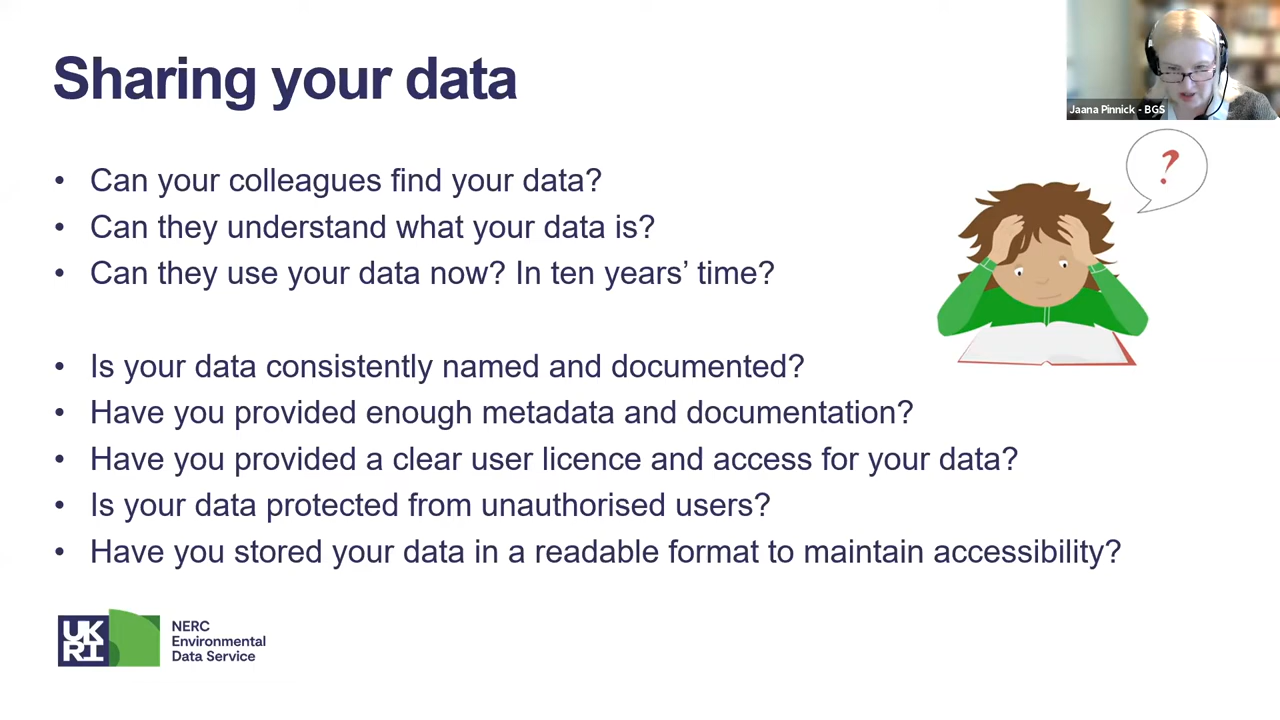 Sharing your data
Jaana Pinnick - BGS
?
• Can your colleagues find your data?
• Can they understand what your data is?
• Can they use your data now? In ten years’ time?
• Is your data consistently named and documented?
• Have you provided enough metadata and documentation?
• Have you provided a clear user licence and access for your data?
• Is your data protected from unauthorised users?
• Have you stored your data in a readable format to maintain accessibility?
UK
RI
NERC
Environmental
Data Service